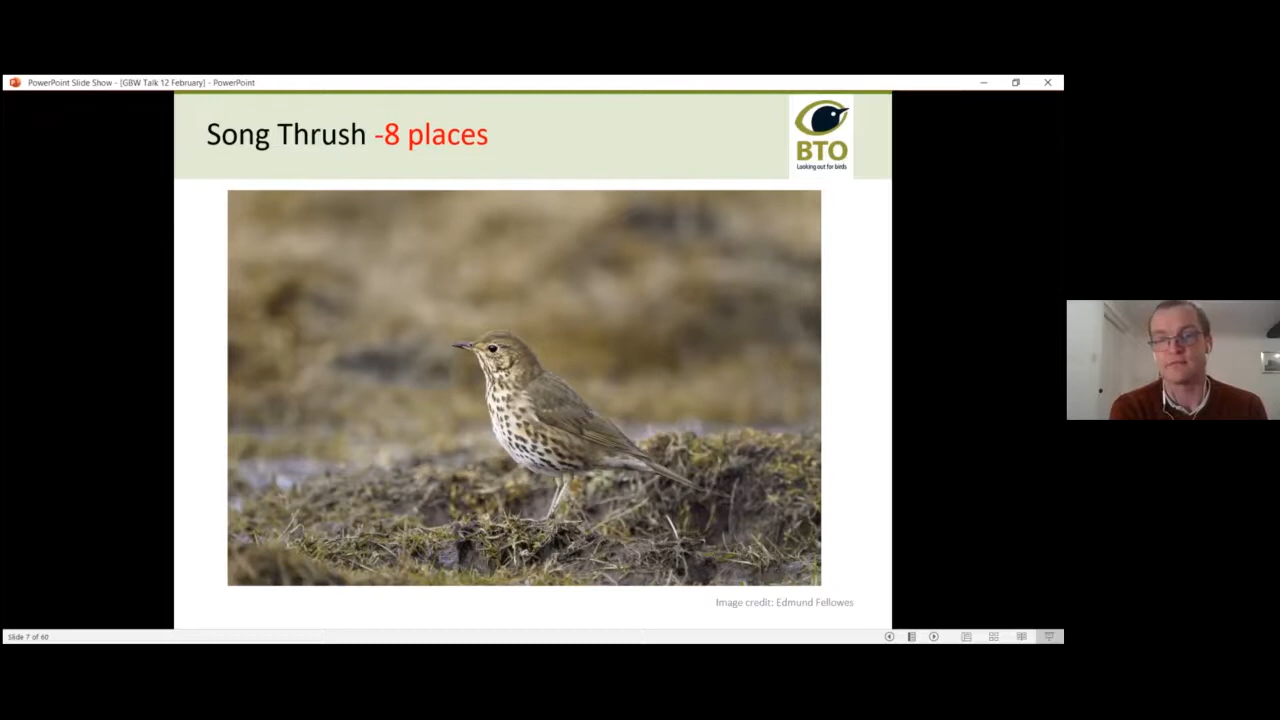 PowerPoint Slide Show - [GBW Talk 12 February] - PowerPoint
Song Thrush -8 places
BTO
Looking out for birds
Image credit: Edmund Fellowes
Slide 7 of 60